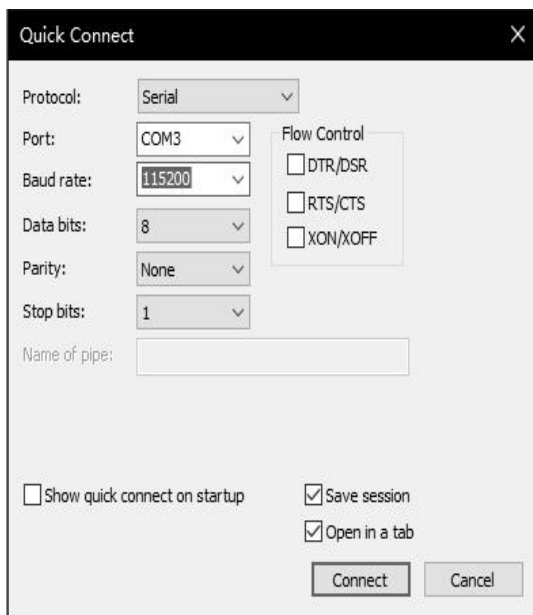 Quick Connect
Protocol: Serial
Port: COM3
Flow Control
DTR/DSR
Baud rate: 115200
RTS/CTS
Data bits: 8
XON/XOFF
Parity: None
Stop bits: 1
Name of pipe:
Show quick connect on startup
Save session
Open in a tab
Connect
Cancel